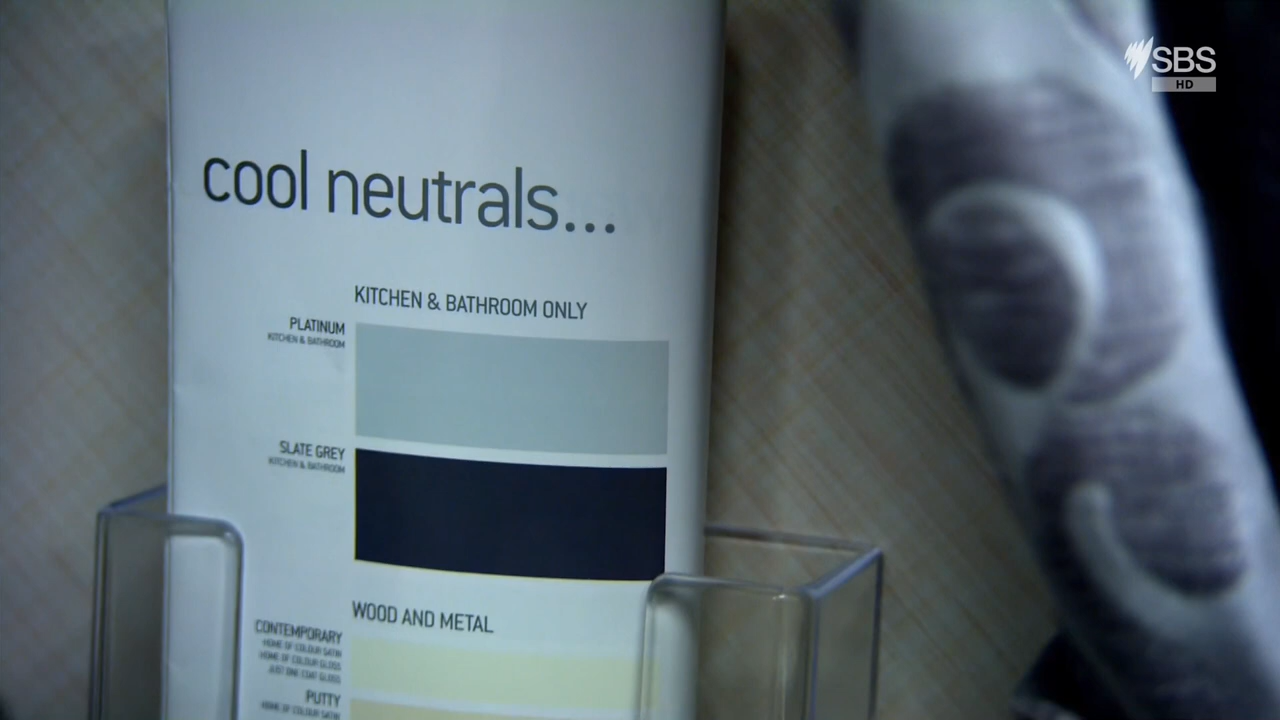 SBS
HD
cool neutrals...
KITCHEN & BATHROOM ONLY
PLATINUM
KITCHEN & BATHROOM
SLATE GREY
KITCHEN & BATHROOM
WOOD AND METAL
CONTEMPORARY
HOME OF COLOUR SATIN
HOME OF COLOUR GLOSS
JUST ONE COAT GLOSS
PUTTY
HOME OF COLOUR SATIN